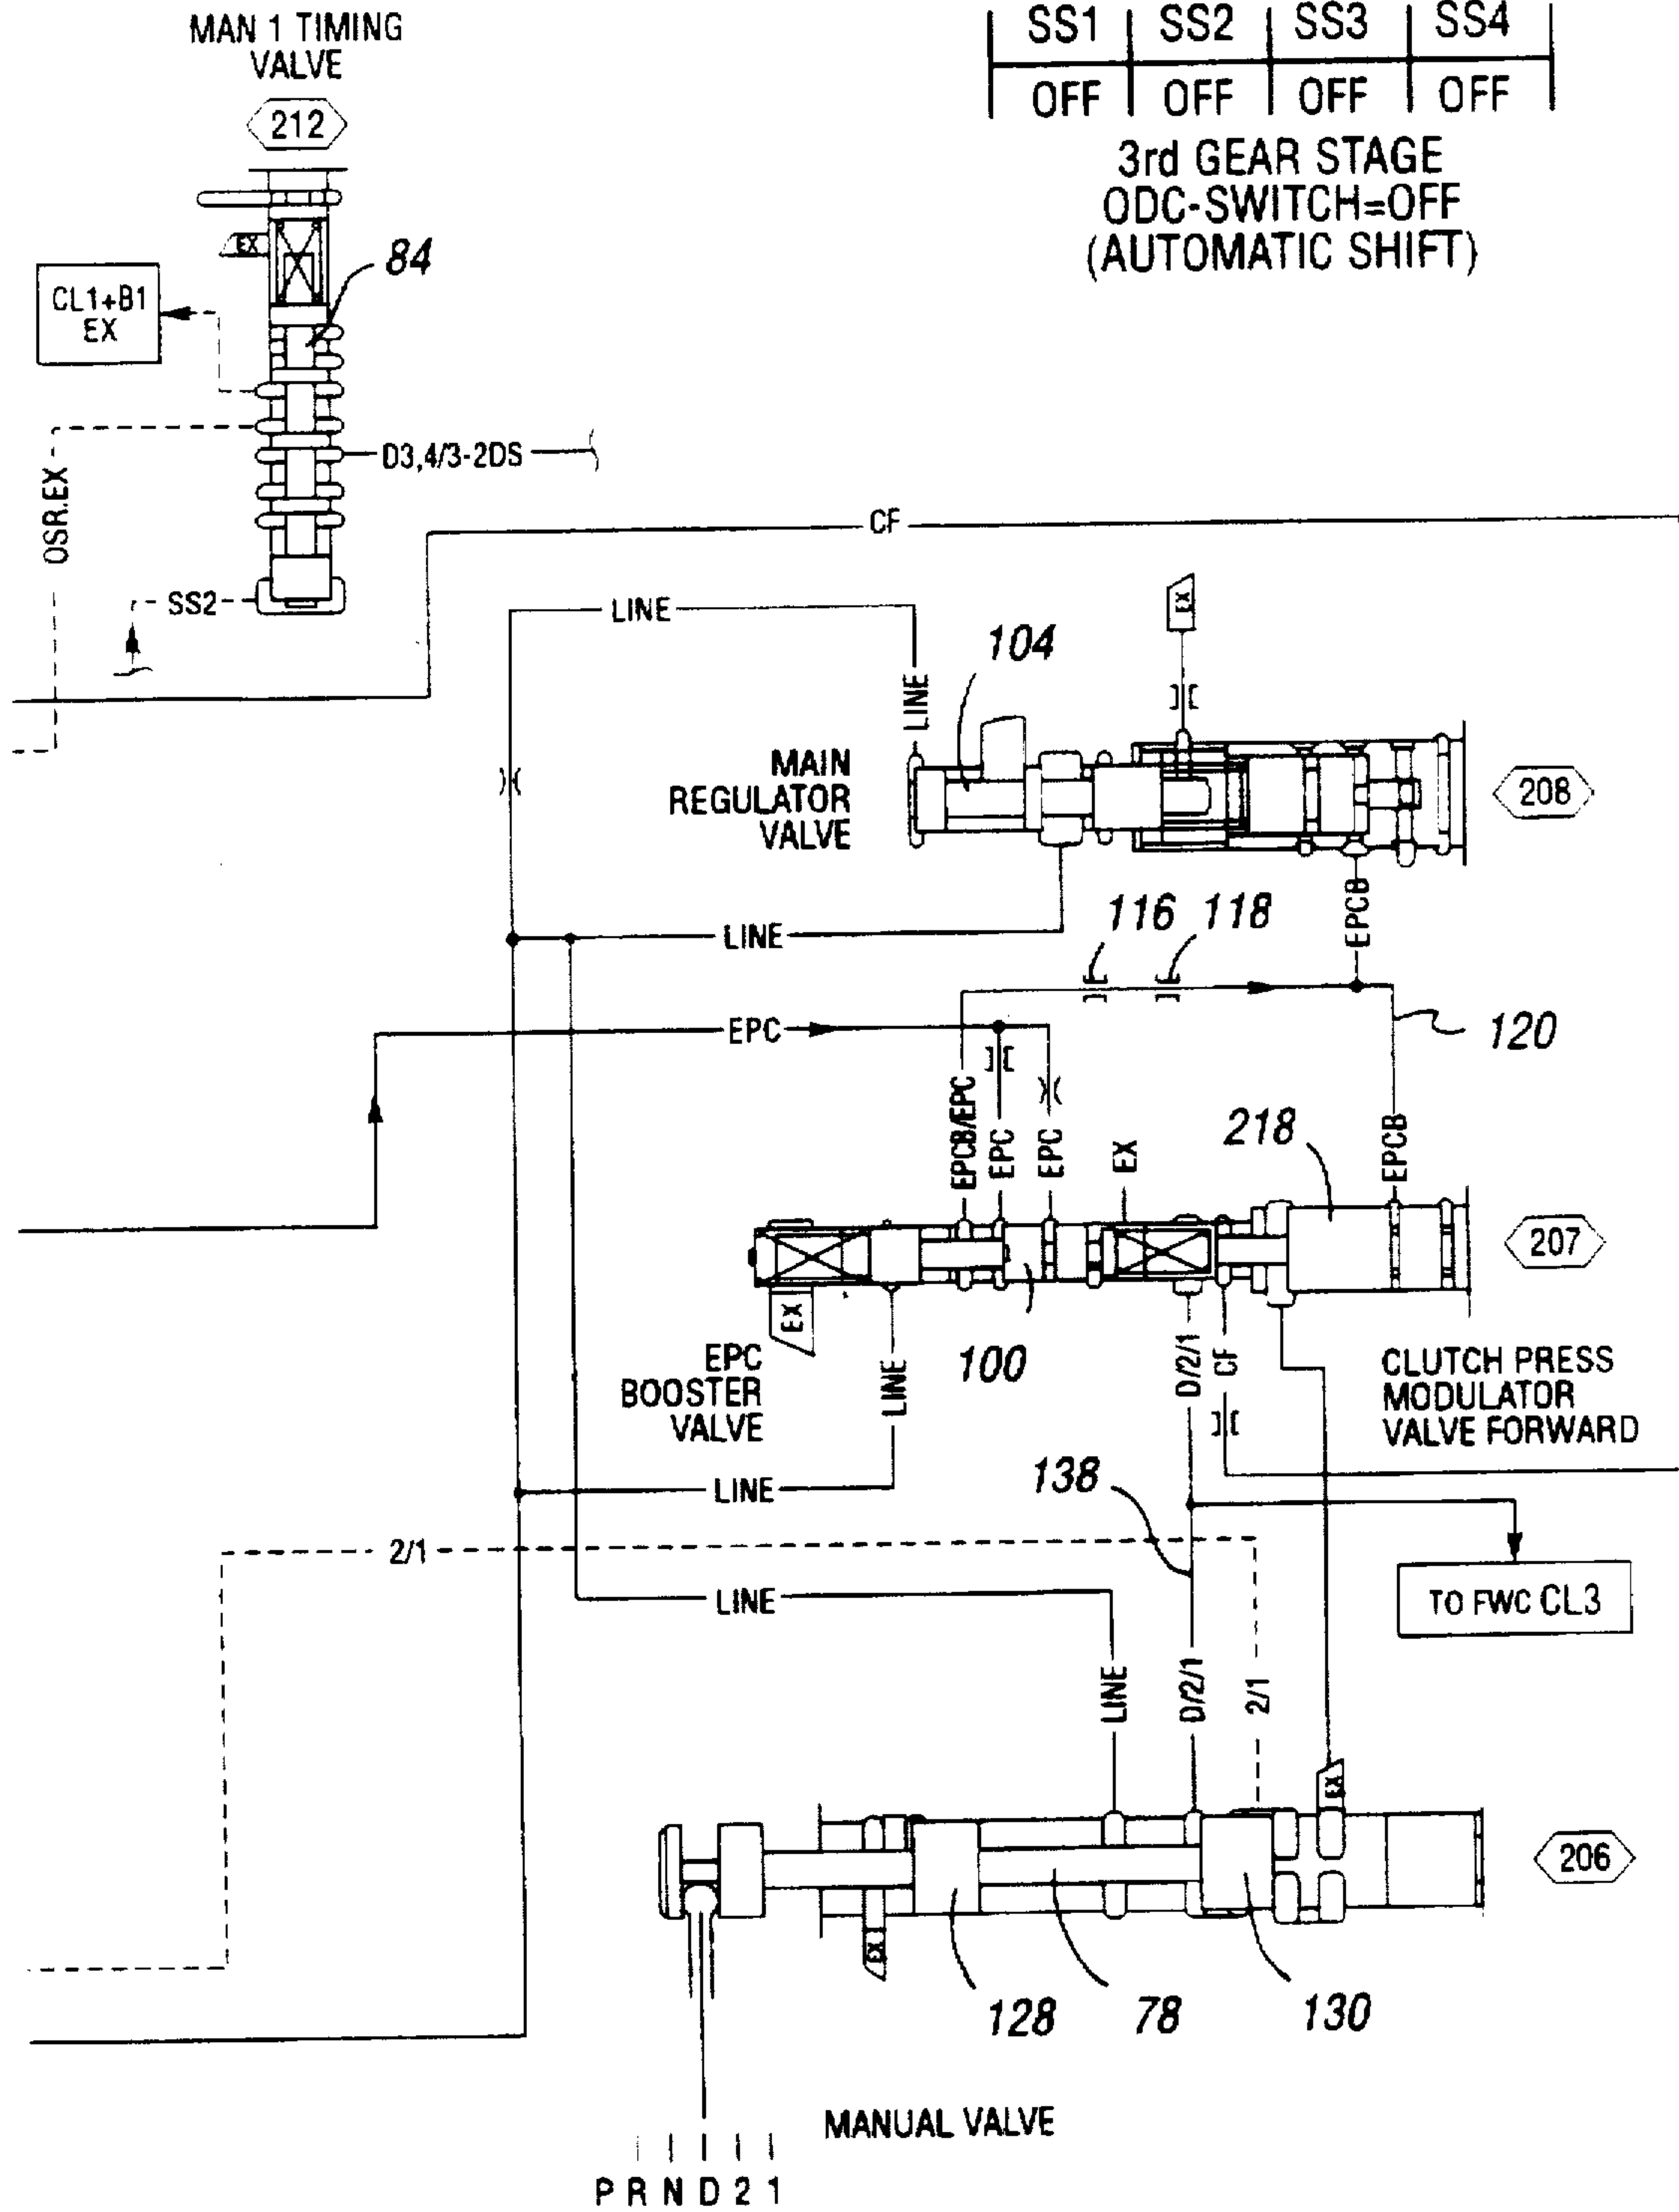 MAN 1 TIMING
VALVE
212
SS1 SS2 SS3 SS4
OFF OFF OFF OFF
3rd GEAR STAGE
ODC-SWITCH=OFF
(AUTOMATIC SHIFT)
EX
84
CL1+B1
EX
D3,4/3-2DS
OSR.EX
CF
SS2
LINE
EX
104
LINE
MAIN
REGULATOR
VALVE
208
EPCB
116 118
LINE
EPC
120
EPCB/EPC
EPC
EPC
EX
218
EPCB
207
EX
EPC
BOOSTER
VALVE
LINE
100
D/2/1
CF
CLUTCH PRESS
MODULATOR
VALVE FORWARD
LINE
138
2/1
LINE
TO FWC CL3
LINE
D/2/1
2/1
EX
206
EX
128 78 130
MANUAL VALVE
P R N D 2 1